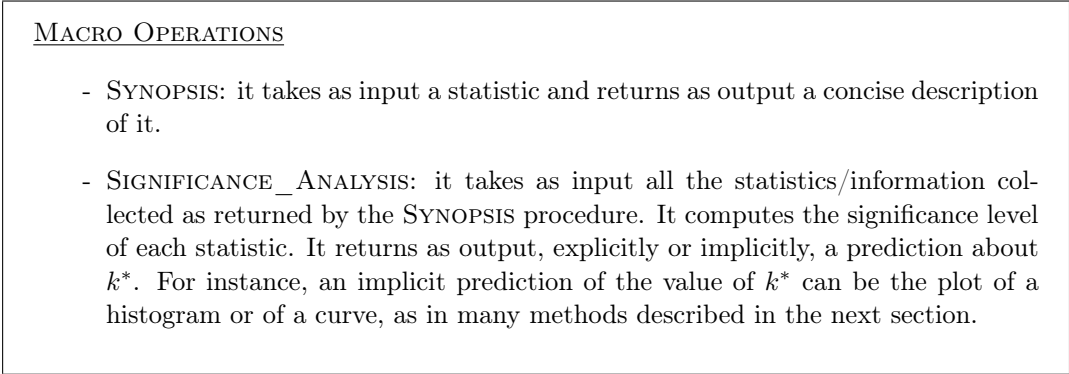 MACRO OPERATIONS
- SYNOPSIS: it takes as input a statistic and returns as output a concise description
of it.
- SIGNIFICANCE_ANALYSIS: it takes as input all the statistics/information col-
lected as returned by the SYNOPSIS procedure. It computes the significance level
of each statistic. It returns as output, explicitly or implicitly, a prediction about
k*. For instance, an implicit prediction of the value of k* can be the plot of a
histogram or of a curve, as in many methods described in the next section.